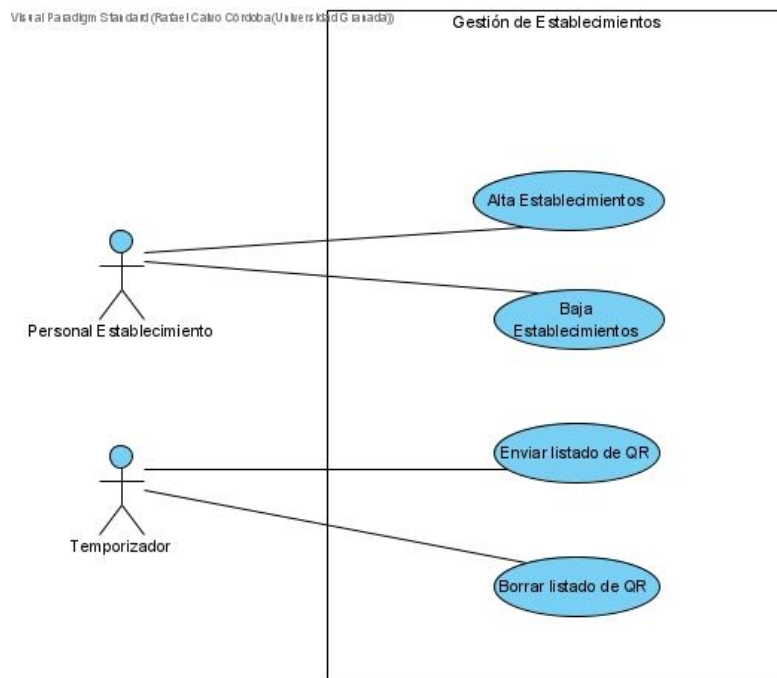 Visual Paradigm Standard (Rafael Calvo Córdoba(Universidad Granada))
Gestión de Establecimientos
Alta Establecimientos
Personal Establecimiento
Baja
Establecimientos
Enviar listado de QR
Temporizador
Borrar listado de QR